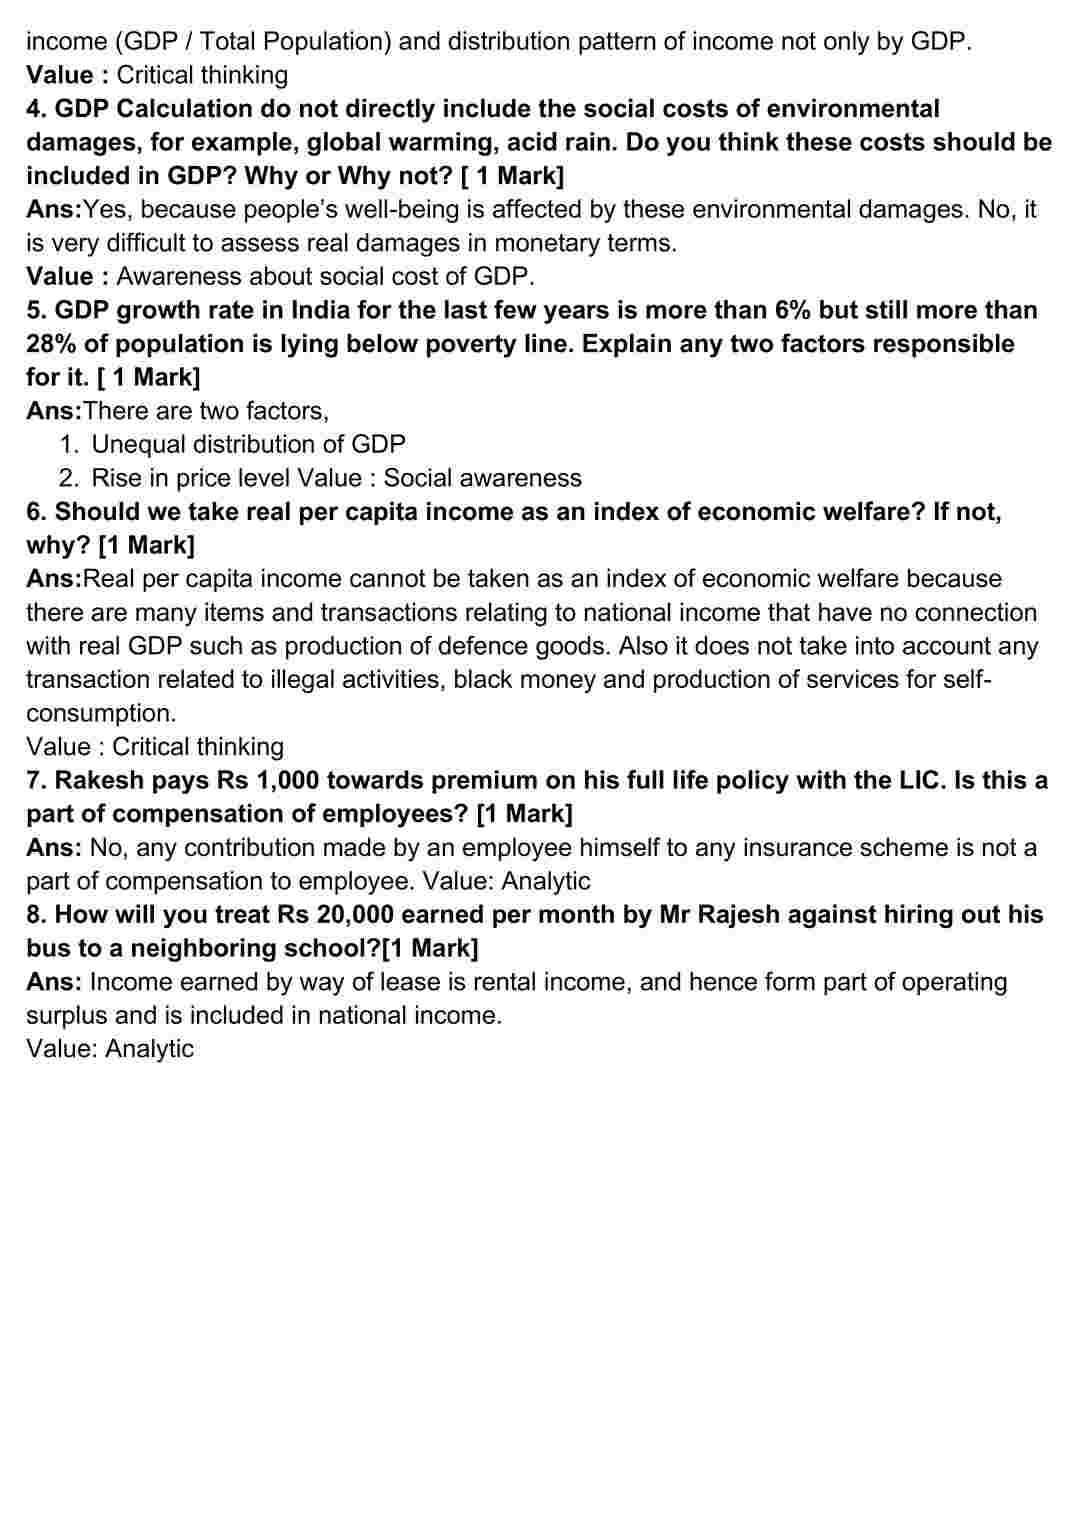 income (GDP / Total Population) and distribution pattern of income not only by GDP.
Value : Critical thinking
4. GDP Calculation do not directly include the social costs of environmental
damages, for example, global warming, acid rain. Do you think these costs should be
included in GDP? Why or Why not? [ 1 Mark]
Ans:Yes, because people's well-being is affected by these environmental damages. No, it
is very difficult to assess real damages in monetary terms.
Value : Awareness about social cost of GDP.
5. GDP growth rate in India for the last few years is more than 6% but still more than
28% of population is lying below poverty line. Explain any two factors responsible
for it. [ 1 Mark]
Ans:There are two factors,
1. Unequal distribution of GDP
2. Rise in price level Value : Social awareness
6. Should we take real per capita income as an index of economic welfare? If not,
why? [1 Mark]
Ans:Real per capita income cannot be taken as an index of economic welfare because
there are many items and transactions relating to national income that have no connection
with real GDP such as production of defence goods. Also it does not take into account any
transaction related to illegal activities, black money and production of services for self-
consumption.
Value : Critical thinking
7. Rakesh pays Rs 1,000 towards premium on his full life policy with the LIC. Is this a
part of compensation of employees? [1 Mark]
Ans: No, any contribution made by an employee himself to any insurance scheme is not a
part of compensation to employee. Value: Analytic
8. How will you treat Rs 20,000 earned per month by Mr Rajesh against hiring out his
bus to a neighboring school?[1 Mark]
Ans: Income earned by way of lease is rental income, and hence form part of operating
surplus and is included in national income.
Value: Analytic